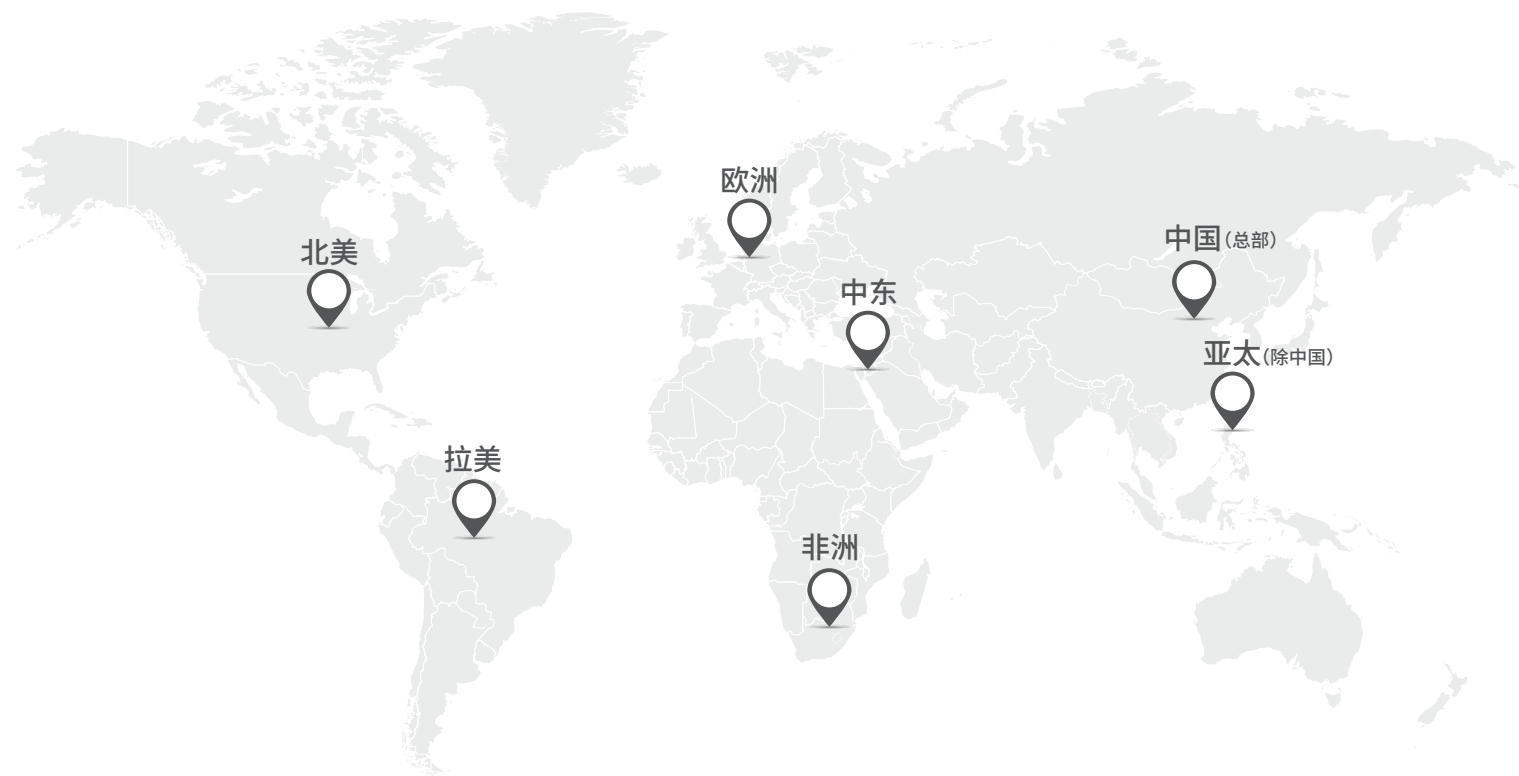 欧洲
中国(总部)
北美
中东
亚太(除中国)
拉美
非洲